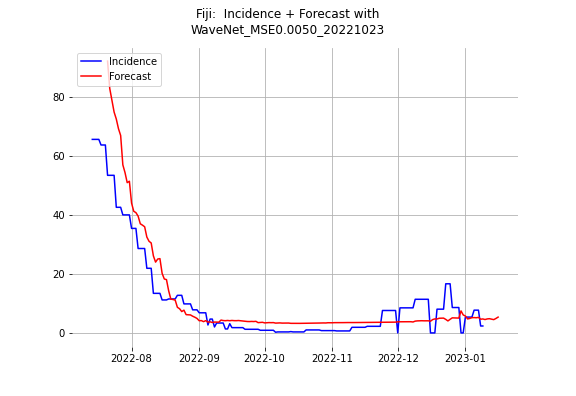 Fiji:  Incidence + Forecast with
WaveNet_MSE0.0050_20221023
Incidence
Forecast
80
60
40
20
0
2022-08
2022-09
2022-10
2022-11
2022-12
2023-01